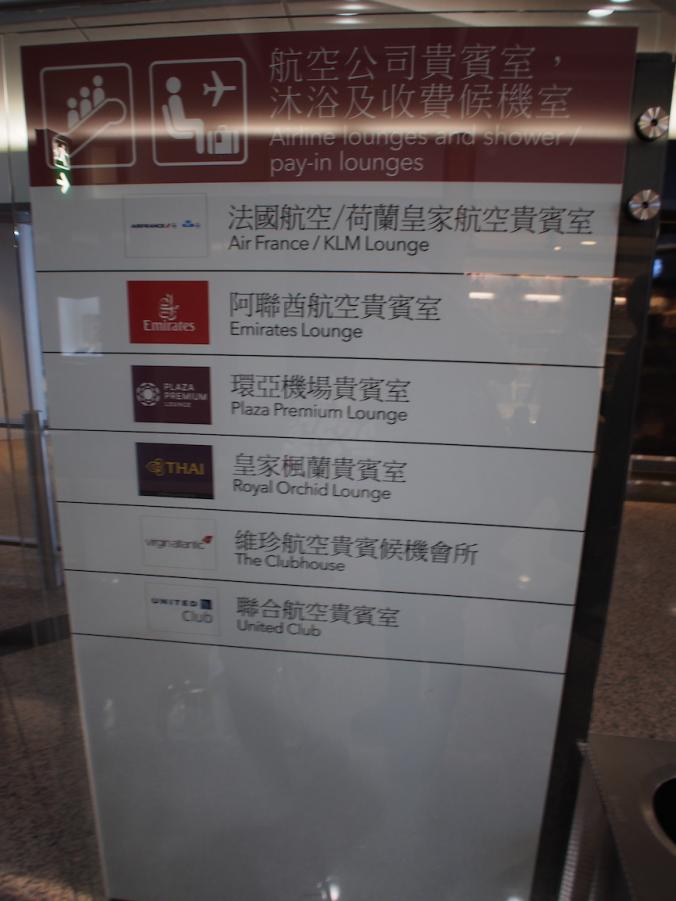 航空公司貴賓室，
沐浴及收費候機室
Airline lounges and shower /
pay-in lounges
AIRFRANCE KLM
法國航空/荷蘭皇家航空貴賓室
Air France / KLM Lounge
Emirates
阿聯酋航空貴賓室
Emirates Lounge
PLAZA
PREMIUM
LOUNGE
環亞機場貴賓室
Plaza Premium Lounge
THAI
皇家楓蘭貴賓室
Royal Orchid Lounge
virgin atlantic
維珍航空貴賓候機會所
The Clubhouse
UNITED
Club
聯合航空貴賓室
United Club